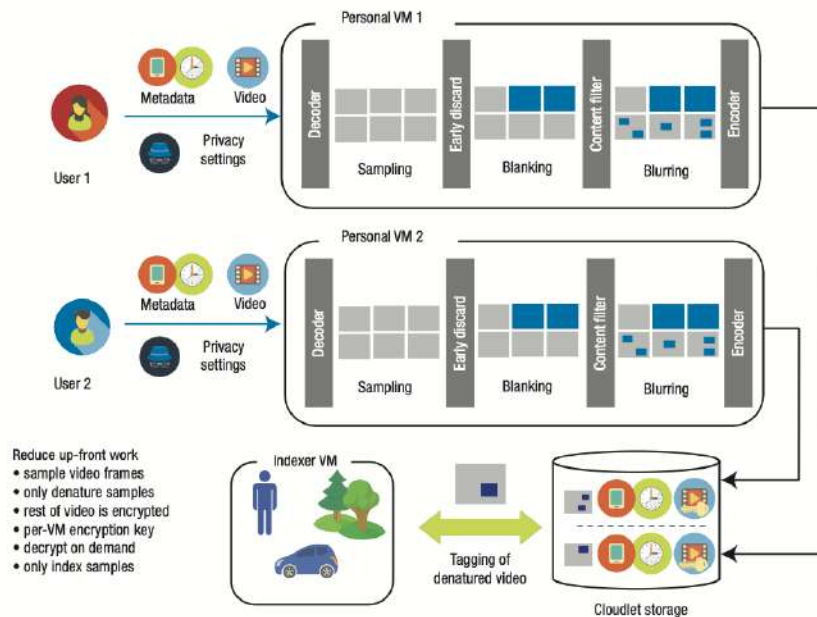 Personal VM 1
Metadata
Video
Privacy
settings
User 1
Decoder
Sampling
Early discard
Blanking
Content filter
Blurring
Encoder
Personal VM 2
Metadata
Video
Privacy
settings
User 2
Decoder
Sampling
Early discard
Blanking
Content filter
Blurring
Encoder
Reduce up-front work
• sample video frames
• only denature samples
• rest of video is encrypted
• per-VM encryption key
• decrypt on demand
• only index samples
Indexer VM
Tagging of
denatured video
Cloudlet storage